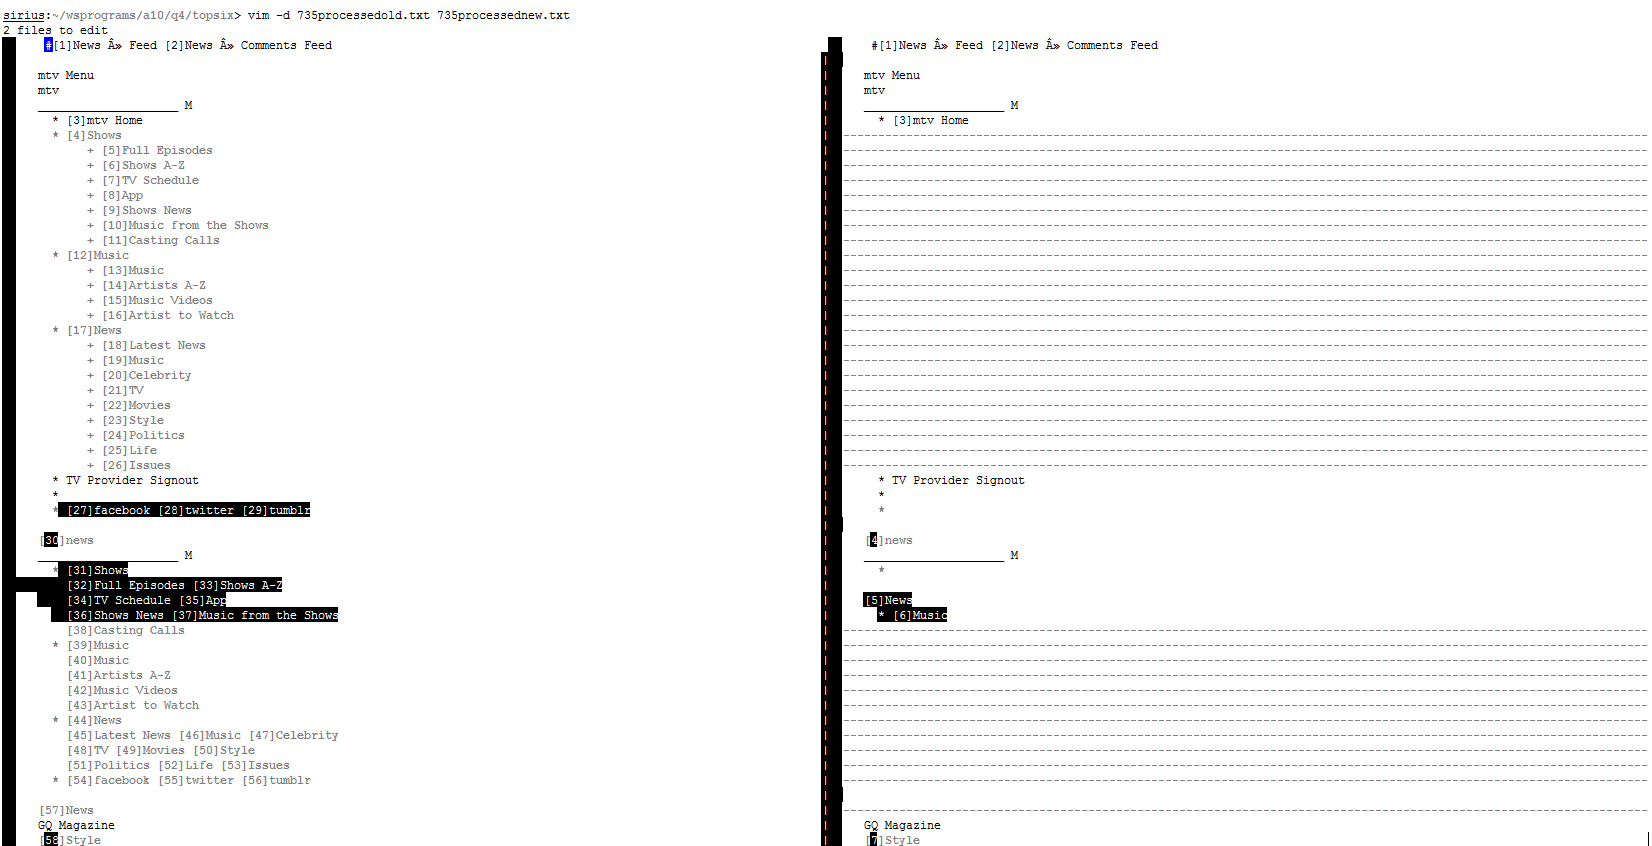 sirius:~/wsprograms/a10/q4/topsix> vim -d 735processedold.txt 735processednew.txt
2 files to edit
#[1]News Â» Feed [2]News Â» Comments Feed
mtv Menu
mtv
____________________ M
* [3]mtv Home
* [4]Shows
+ [5]Full Episodes
+ [6]Shows A-Z
+ [7]TV Schedule
+ [8]App
+ [9]Shows News
+ [10]Music from the Shows
+ [11]Casting Calls
* [12]Music
+ [13]Music
+ [14]Artists A-Z
+ [15]Music Videos
+ [16]Artist to Watch
* [17]News
+ [18]Latest News
+ [19]Music
+ [20]Celebrity
+ [21]TV
+ [22]Movies
+ [23]Style
+ [24]Politics
+ [25]Life
+ [26]Issues
* TV Provider Signout
*
* [27]facebook [28]twitter [29]tumblr
[30]news
____________________ M
* [31]Shows
[32]Full Episodes [33]Shows A-Z
[34]TV Schedule [35]App
[36]Shows News [37]Music from the Shows
[38]Casting Calls
* [39]Music
[40]Music
[41]Artists A-Z
[42]Music Videos
[43]Artist to Watch
* [44]News
[45]Latest News [46]Music [47]Celebrity
[48]TV [49]Movies [50]Style
[51]Politics [52]Life [53]Issues
* [54]facebook [55]twitter [56]tumblr
[57]News
GQ Magazine
[58]Style
#[1]News Â» Feed [2]News Â» Comments Feed
mtv Menu
mtv
____________________ M
* [3]mtv Home
* TV Provider Signout
*
*
[4]news
____________________ M
*
[5]News
* [6]Music
GQ Magazine
[7]Style